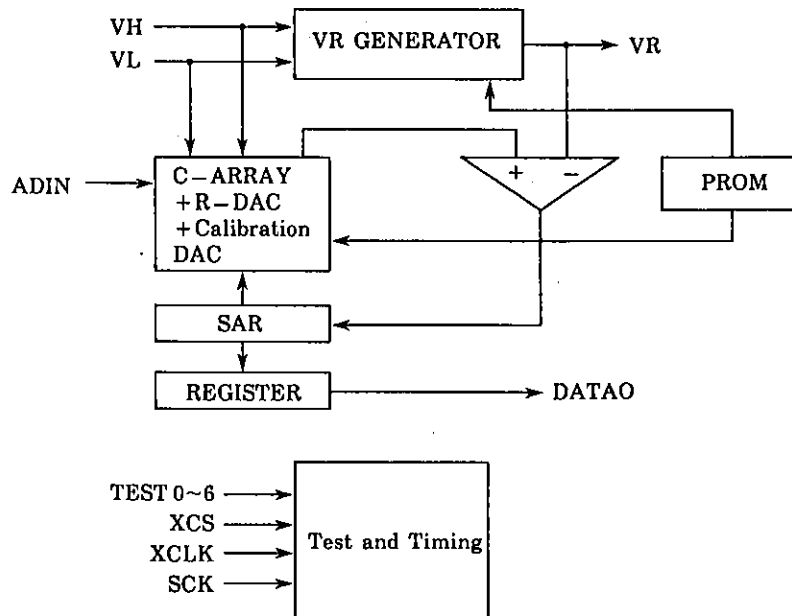 VH
VR GENERATOR
VR
VL
+
−
C−ARRAY
+R−DAC
+Calibration
DAC
ADIN
PROM
SAR
REGISTER
DATAO
TEST 0~6
XCS
XCLK
SCK
Test and Timing